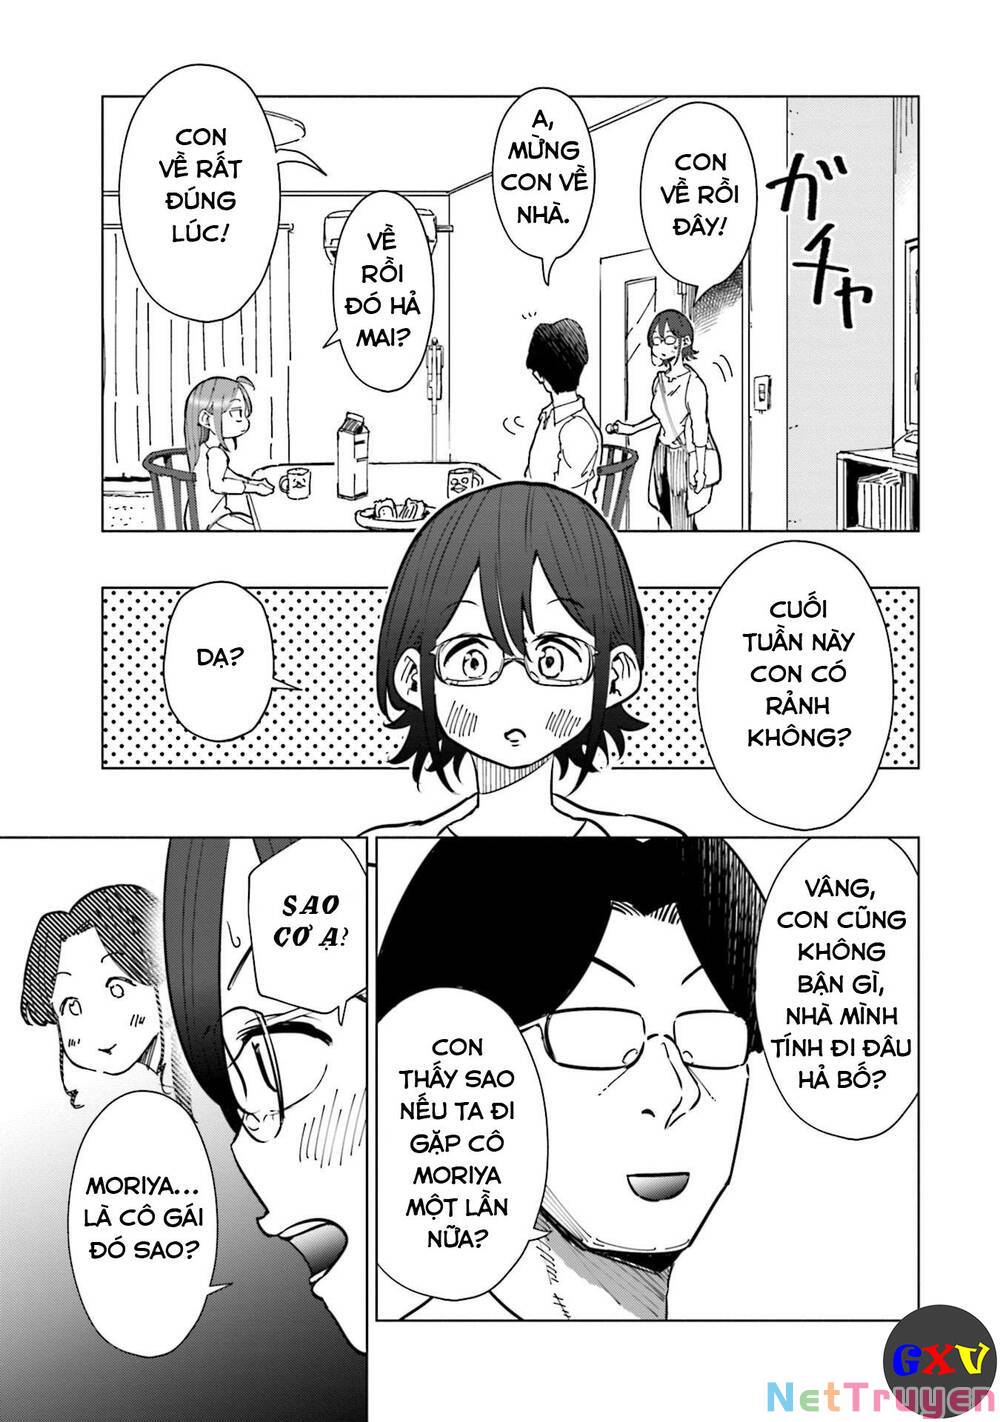 ガチャ
CON
VỀ RỒI
ĐÂY!
A,
MỪNG
CON VỀ
NHÀ.
VỀ
RỒI
ĐÓ HẢ
MAI?
CON
VỀ RẤT
ĐÚNG
LÚC!
CUỐI
TUẦN NÀY
CON CÓ
RẢNH
KHÔNG?
DẠ?
VÂNG,
CON CŨNG
KHÔNG
BẬN GÌ,
NHÀ MÌNH
TÍNH ĐI ĐÂU
HẢ BỐ?
CON
THẤY SAO
NẾU TA ĐI
GẶP CÔ
MORIYA
MỘT LẦN
NỮA?
SAO
CƠ Ạ?
MORIYA...
LÀ CÔ GÁI
ĐÓ SAO?
GXV
NetTruyen